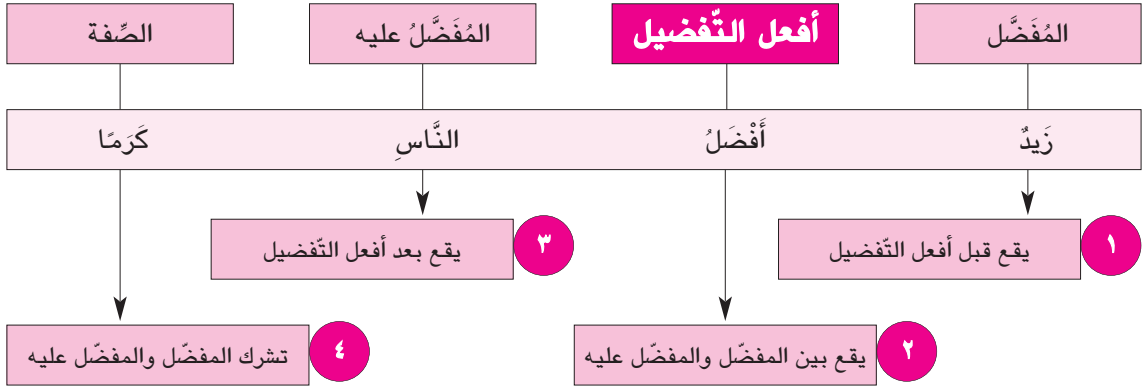 المُفَضَّل
أفعل التّفضيل
المُفَضَّلُ عليه
الصِّفة
زَيدٌ
أَفْضَلُ
النَّاسِ
كَرَمًا
١ يقع قبل أفعل التّفضيل
٣ يقع بعد أفعل التّفضيل
٢ يقع بين المفضّل والمفضّل عليه
٤ تشرك المفضّل والمفضّل عليه